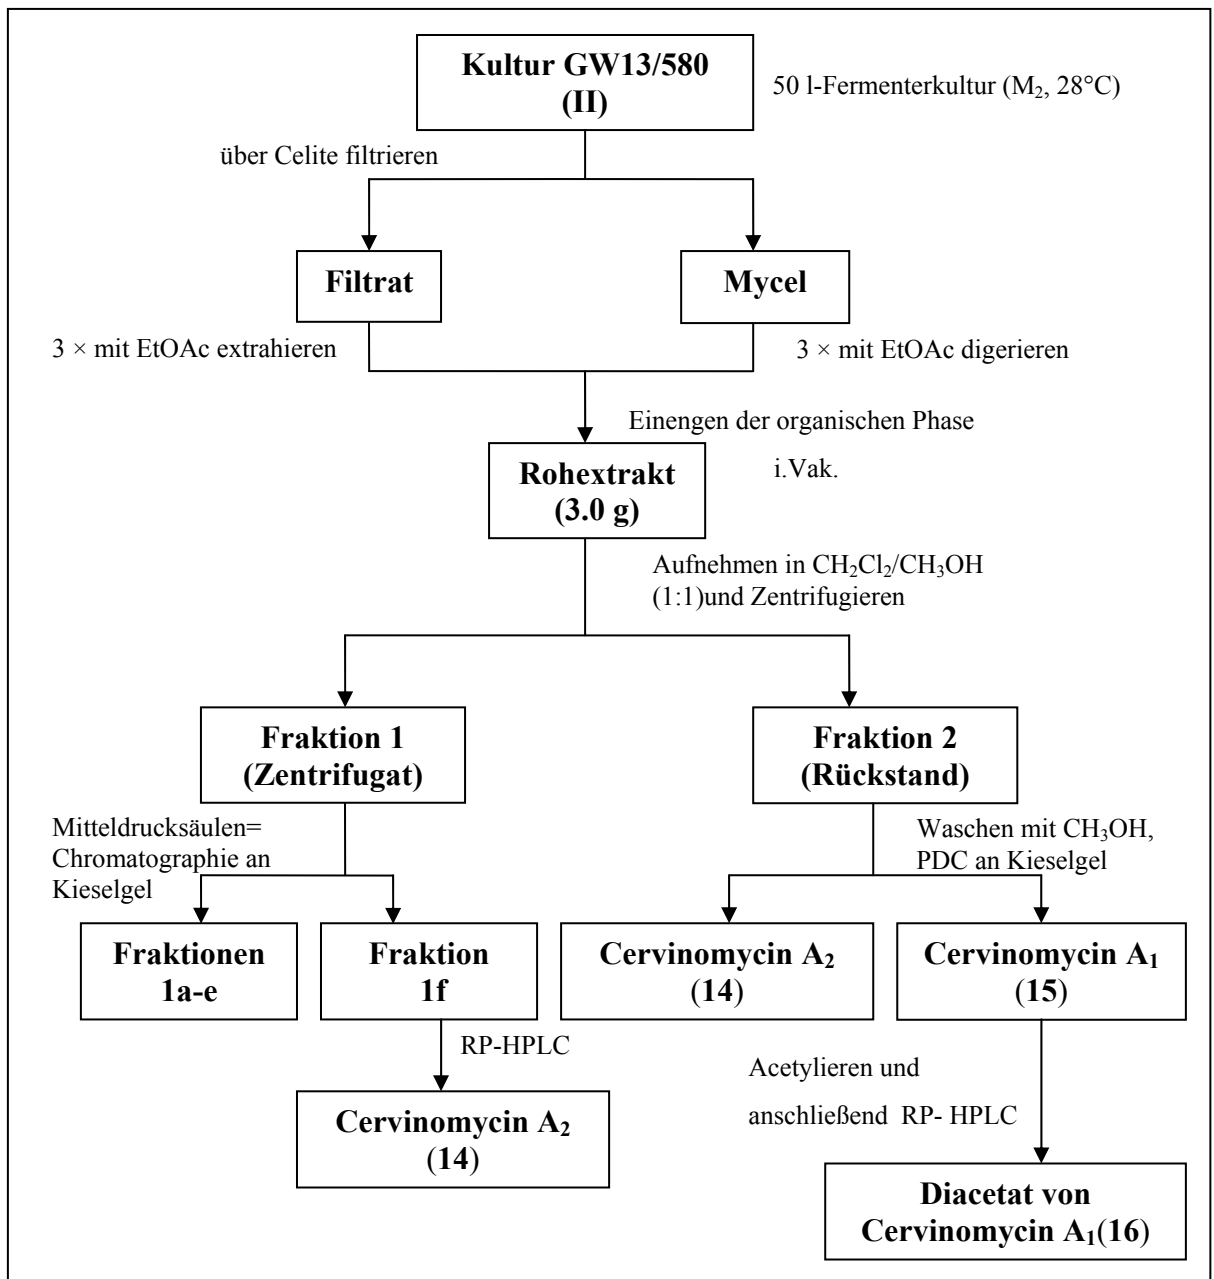 Kultur GW13/580
(II)
50 l-Fermenterkultur (M₂, 28°C)
über Celite filtrieren
Filtrat
Mycel
3 × mit EtOAc extrahieren
3 × mit EtOAc digerieren
Einengen der organischen Phase
i.Vak.
Rohextrakt
(3.0 g)
Aufnehmen in CH₂Cl₂/CH₃OH
(1:1)und Zentrifugieren
Fraktion 1
(Zentrifugat)
Fraktion 2
(Rückstand)
Mitteldrucksäulen=
Chromatographie an
Kieselgel
Waschen mit CH₃OH,
PDC an Kieselgel
Fraktionen
1a-e
Fraktion
1f
Cervinomycin A₂
(14)
Cervinomycin A₁
(15)
RP-HPLC
Acetylieren und
anschließend RP- HPLC
Cervinomycin A₂
(14)
Diacetat von
Cervinomycin A₁(16)